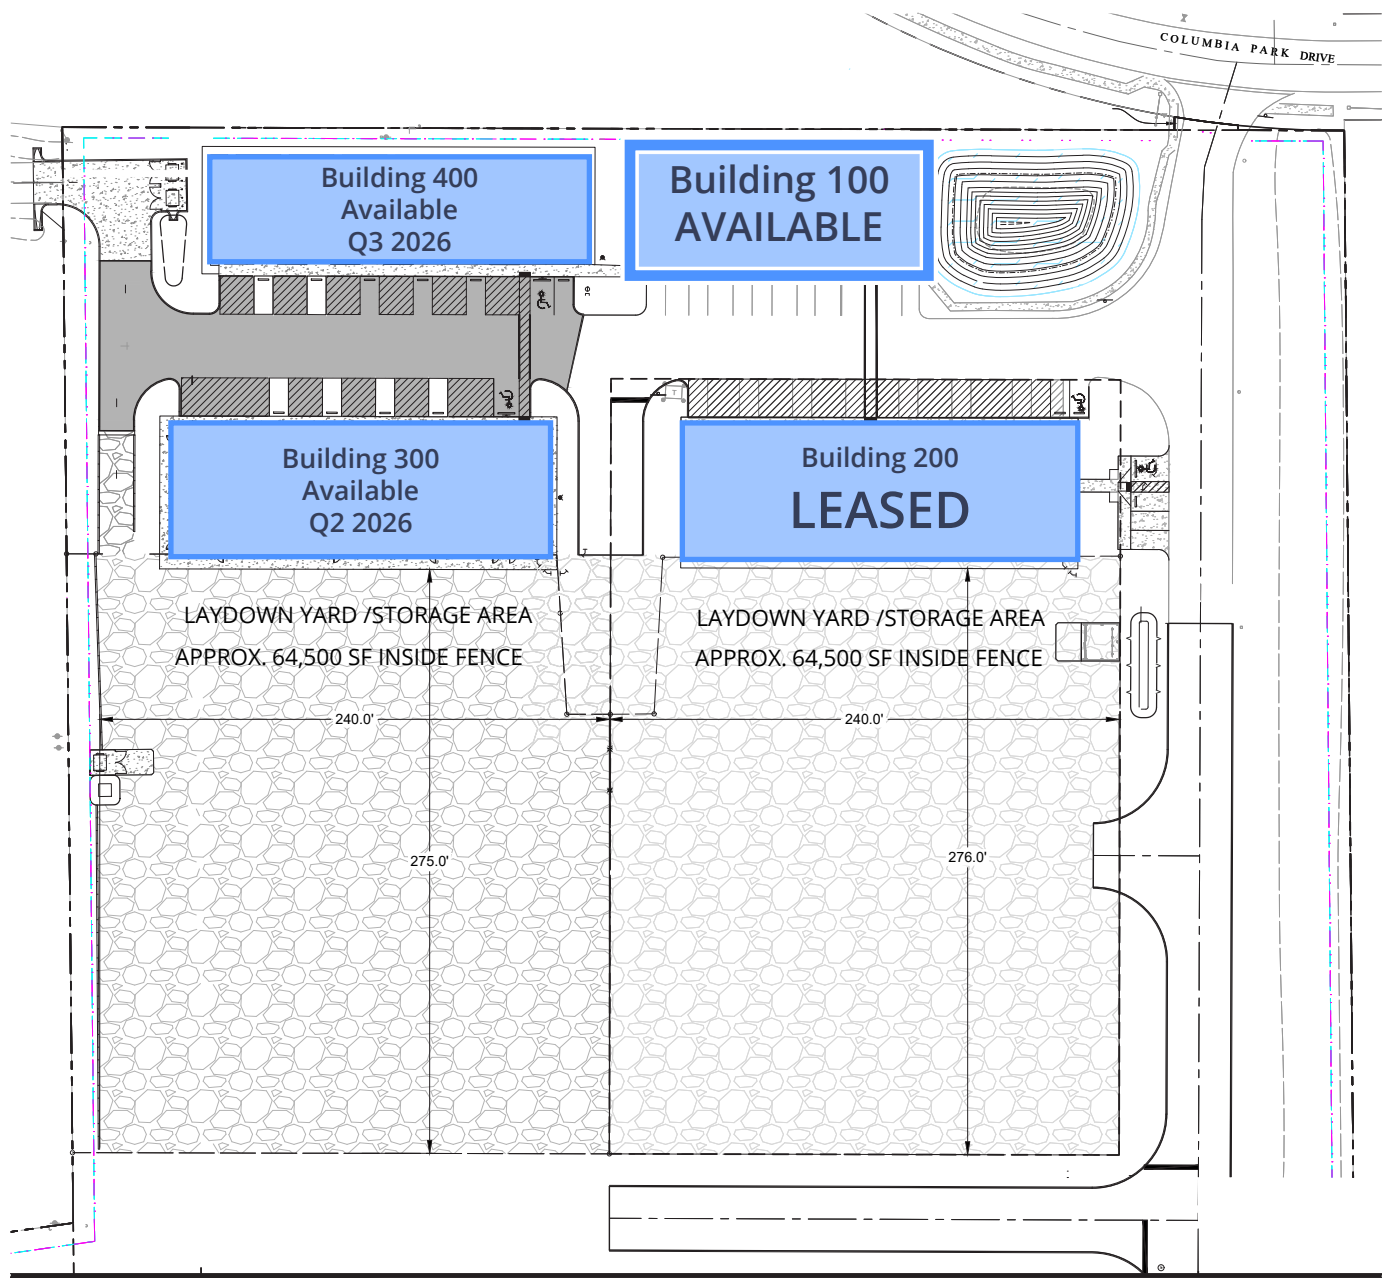 COLUMBIA PARK DRIVE
Building 400
Available
Q3 2026
Building 100
AVAILABLE
Building 300
Available
Q2 2026
Building 200
LEASED
LAYDOWN YARD /STORAGE AREA
APPROX. 64,500 SF INSIDE FENCE
LAYDOWN YARD /STORAGE AREA
APPROX. 64,500 SF INSIDE FENCE
240.0'
240.0'
275.0'
276.0'